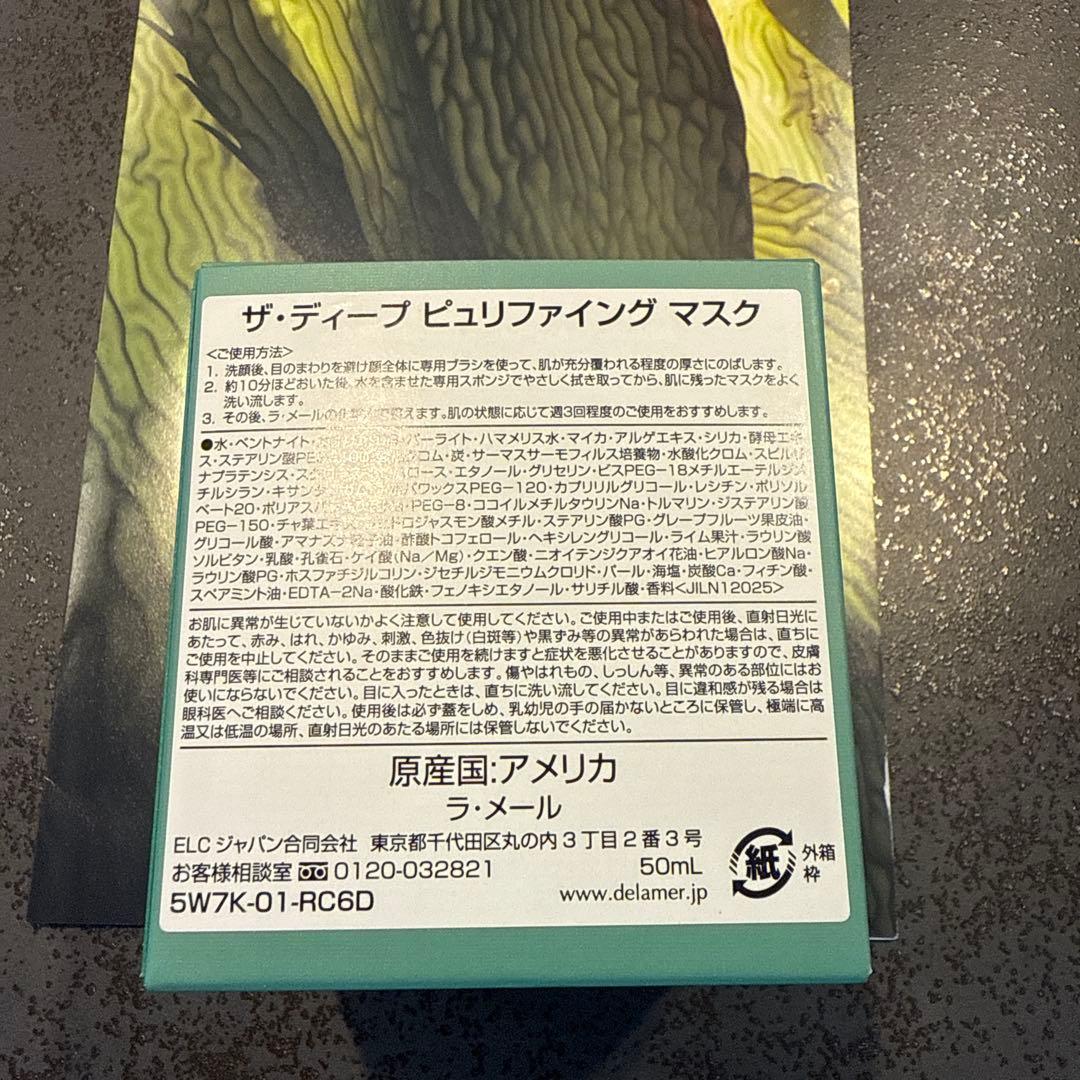 ザ・ディープ ピュリファイング マスク
<ご使用方法>
1. 洗顔後、目のまわりを避け顔全体に専用ブラシを使って、肌が充分覆われる程度の厚さにのばします。
2. 約10分ほどおいた後、水を含ませた専用スポンジでやさしく拭き取ってから、肌に残ったマスクをよく
洗い流します。
3. その後、ラ・メールの化粧水で整えます。肌の状態に応じて週3回程度のご使用をおすすめします。
●水・ベントナイト・パーライト・ハマメリス水・マイカ・アルゲエキス・シリカ・酵母エキ
ス・ステアリン酸PEG-100・炭・サーマスサーモフィルス培養物・水酸化クロム・スピルリ
ナプラテンシス・エタノール・グリセリン・ビスPEG-18メチルエーテルジメ
チルシラン・キサンタ PEG-120・カプリリルグリコール・レシチン・ポリソル
ベート20・PEG-8・ココイルメチルタウリンNa・トルマリン・ジステアリン酸
PEG-150・チャ葉エキス・ジヒドロジャスモン酸メチル・ステアリン酸PG・グレープフルーツ果皮油・
グリコール酸・アマナズナ種子油・酢酸トコフェロール・ヘキシレングリコール・ライム果汁・ラウリン酸
ソルビタン・乳酸・孔雀石・ケイ酸(Na/Mg)・クエン酸・ニオイテンジクアオイ花油・ヒアルロン酸Na・
ラウリン酸PG・ホスファチジルコリン・ジセチルジモニウムクロリド・パール・海塩・炭酸Ca・フィチン酸・
スペアミント油・EDTA-2Na・酸化鉄・フェノキシエタノール・サリチル酸・香料<JILN12025>
お肌に異常が生じていないかよく注意して使用してください。ご使用中またはご使用後、直射日光に
あたって、赤み、はれ、かゆみ、刺激、色抜け(白斑等)や黒ずみ等の異常があらわれた場合は、直ちに
ご使用を中止してください。そのままご使用を続けますと症状を悪化させることがありますので、皮膚
科専門医等にご相談されることをおすすめします。傷やはれもの、しっしん等、異常のある部位にはお
使いにならないでください。目に入ったときは、直ちに洗い流してください。目に違和感が残る場合は
眼科医へご相談ください。使用後は必ず蓋をしめ、乳幼児の手の届かないところに保管し、極端に高
温又は低温の場所、直射日光のあたる場所には保管しないでください。
原産国:アメリカ
ラ・メール
ELC ジャパン合同会社 東京都千代田区丸の内3丁目2番3号
お客様相談室 0120-032821 50mL
5W7K-01-RC6D www.delamer.jp
紙 外箱
枠